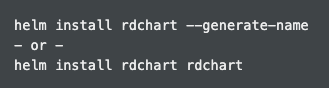 helm install rdchart --generate-name
- or -
helm install rdchart rdchart